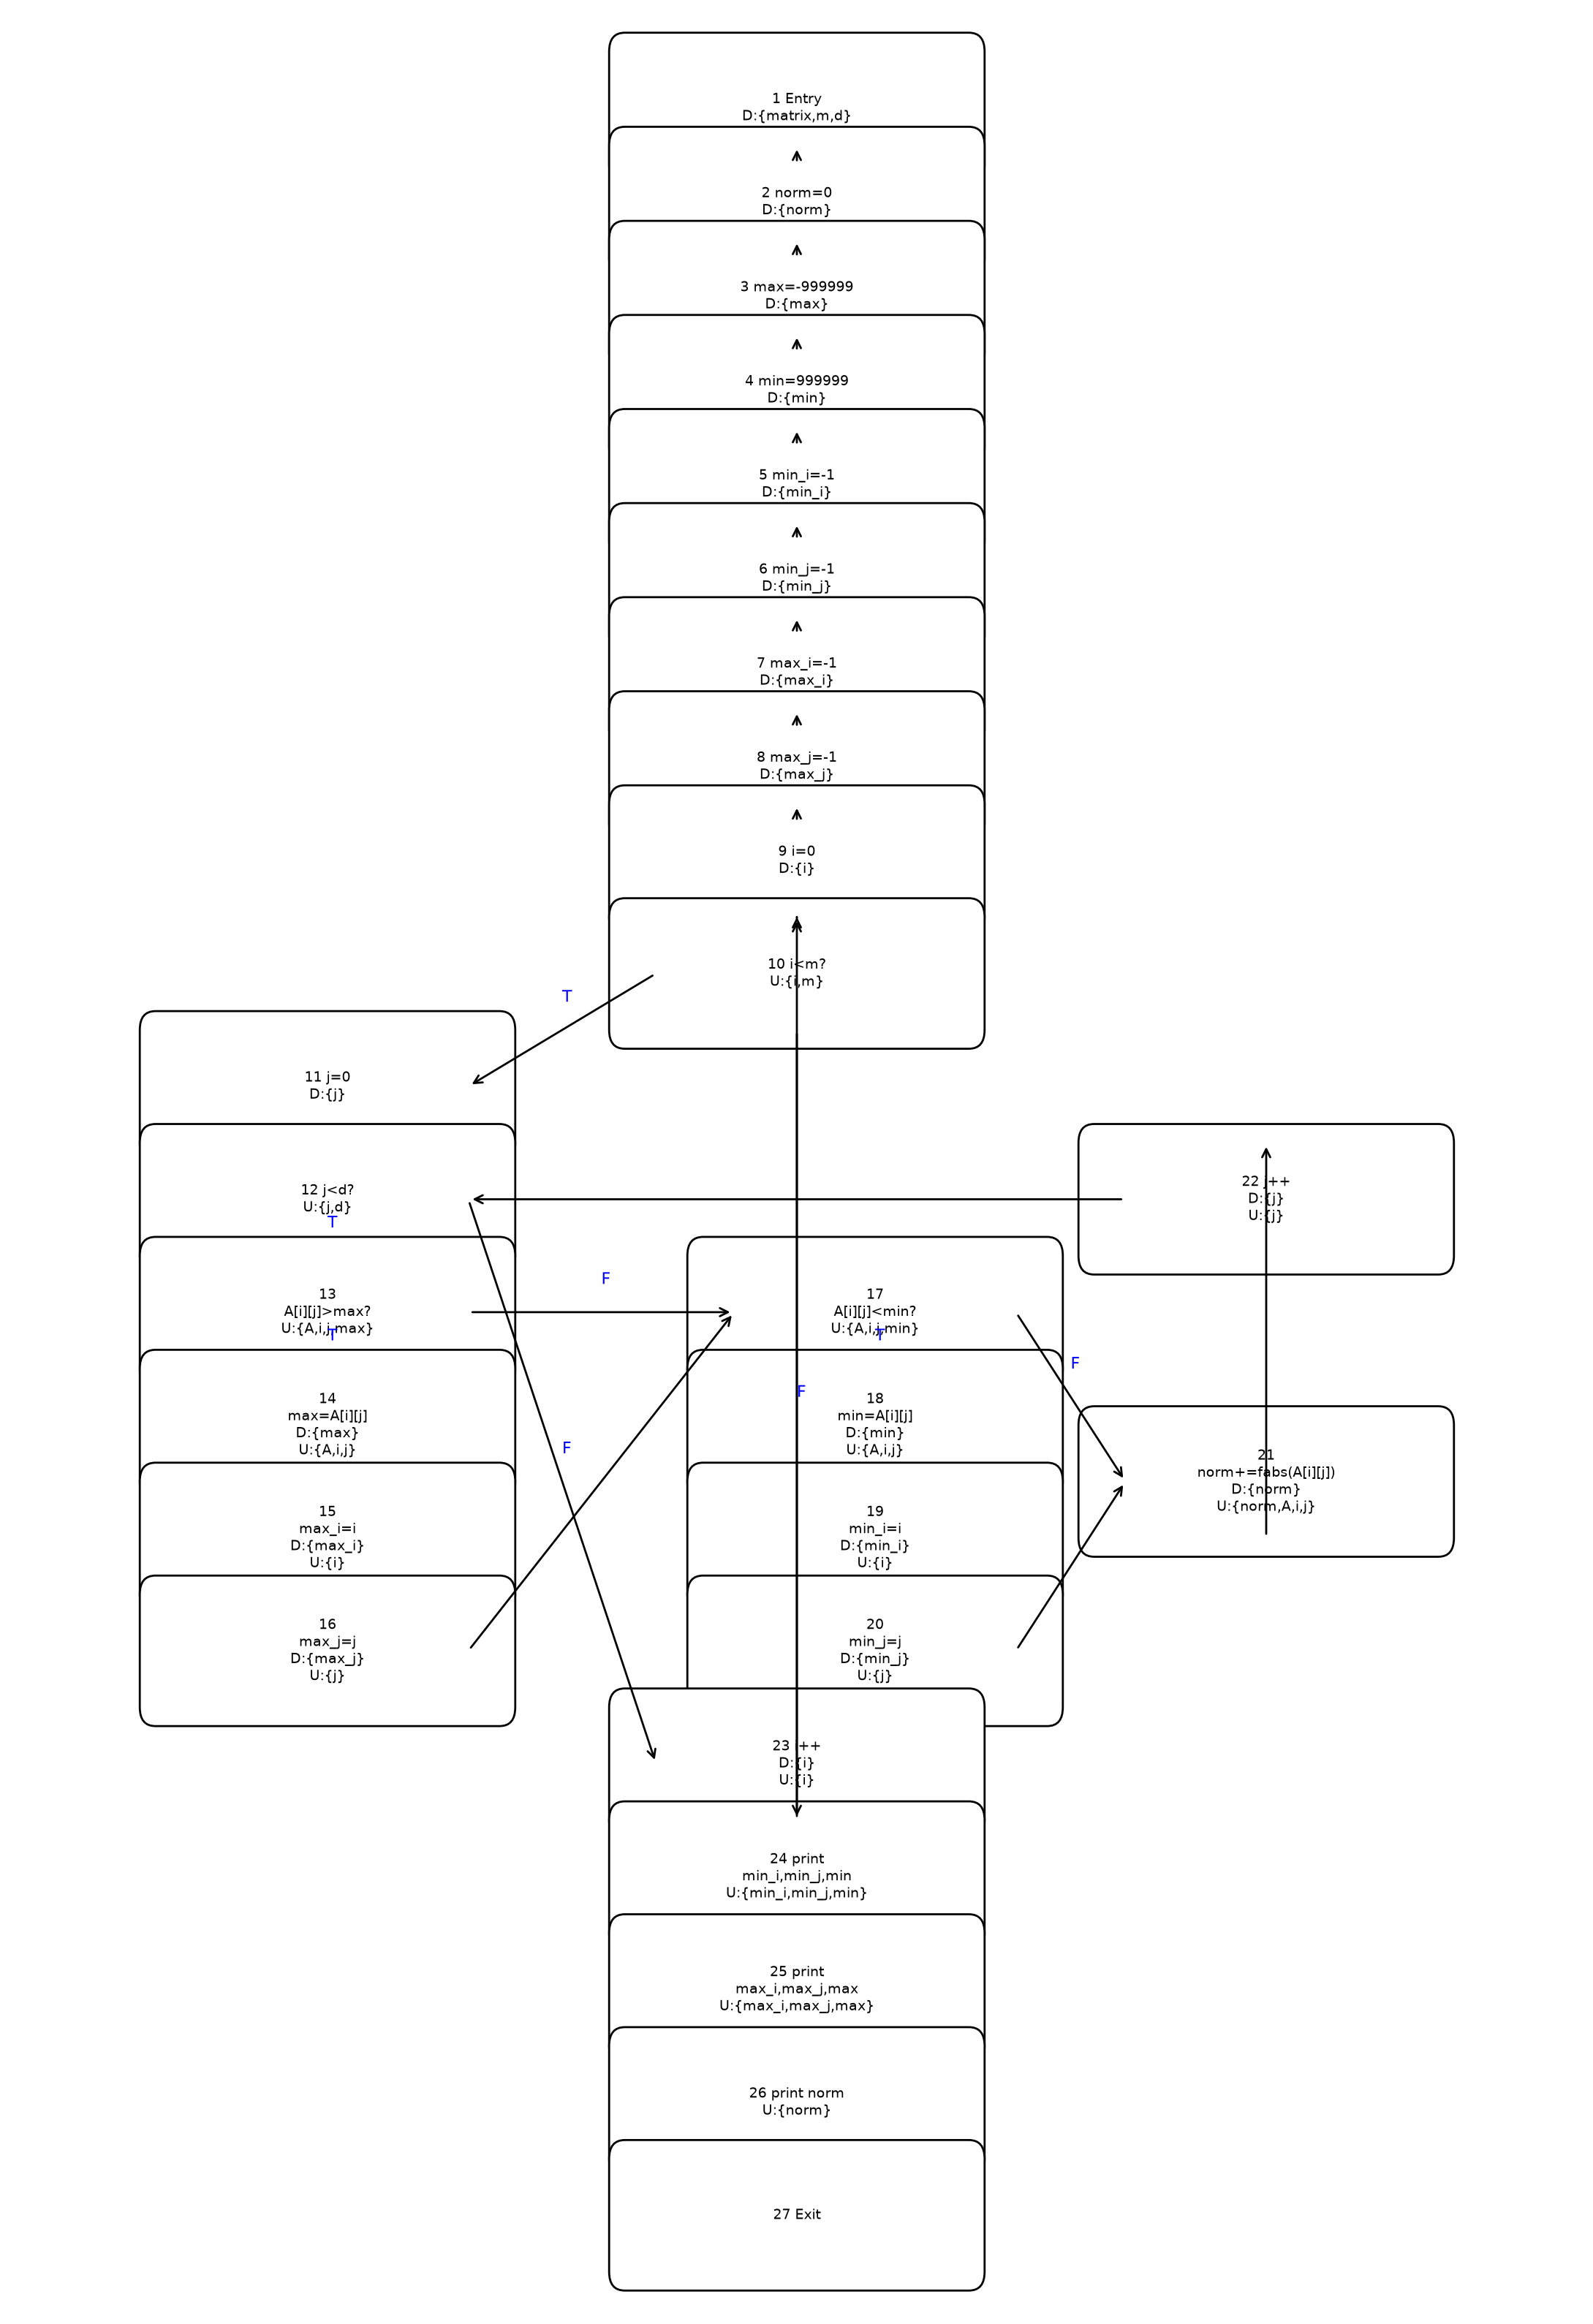 1 Entry
D:{matrix,m,d}
2 norm=0
D:{norm}
3 max=-999999
D:{max}
4 min=999999
D:{min}
5 min_i=-1
D:{min_i}
6 min_j=-1
D:{min_j}
7 max_i=-1
D:{max_i}
8 max_j=-1
D:{max_j}
9 i=0
D:{i}
10 i<m?
U:{i,m}
T
11 j=0
D:{j}
12 j<d?
U:{j,d}
T
22 j++
D:{j}
U:{j}
13
A[i][j]>max?
U:{A,i,j,max}
T
F
17
A[i][j]<min?
U:{A,i,j,min}
T
F
14
max=A[i][j]
D:{max}
U:{A,i,j}
F
F
18
min=A[i][j]
D:{min}
U:{A,i,j}
21
norm+=fabs(A[i][j])
D:{norm}
U:{norm,A,i,j}
15
max_i=i
D:{max_i}
U:{i}
19
min_i=i
D:{min_i}
U:{i}
16
max_j=j
D:{max_j}
U:{j}
20
min_j=j
D:{min_j}
U:{j}
23 i++
D:{i}
U:{i}
24 print
min_i,min_j,min
U:{min_i,min_j,min}
25 print
max_i,max_j,max
U:{max_i,max_j,max}
26 print norm
U:{norm}
27 Exit